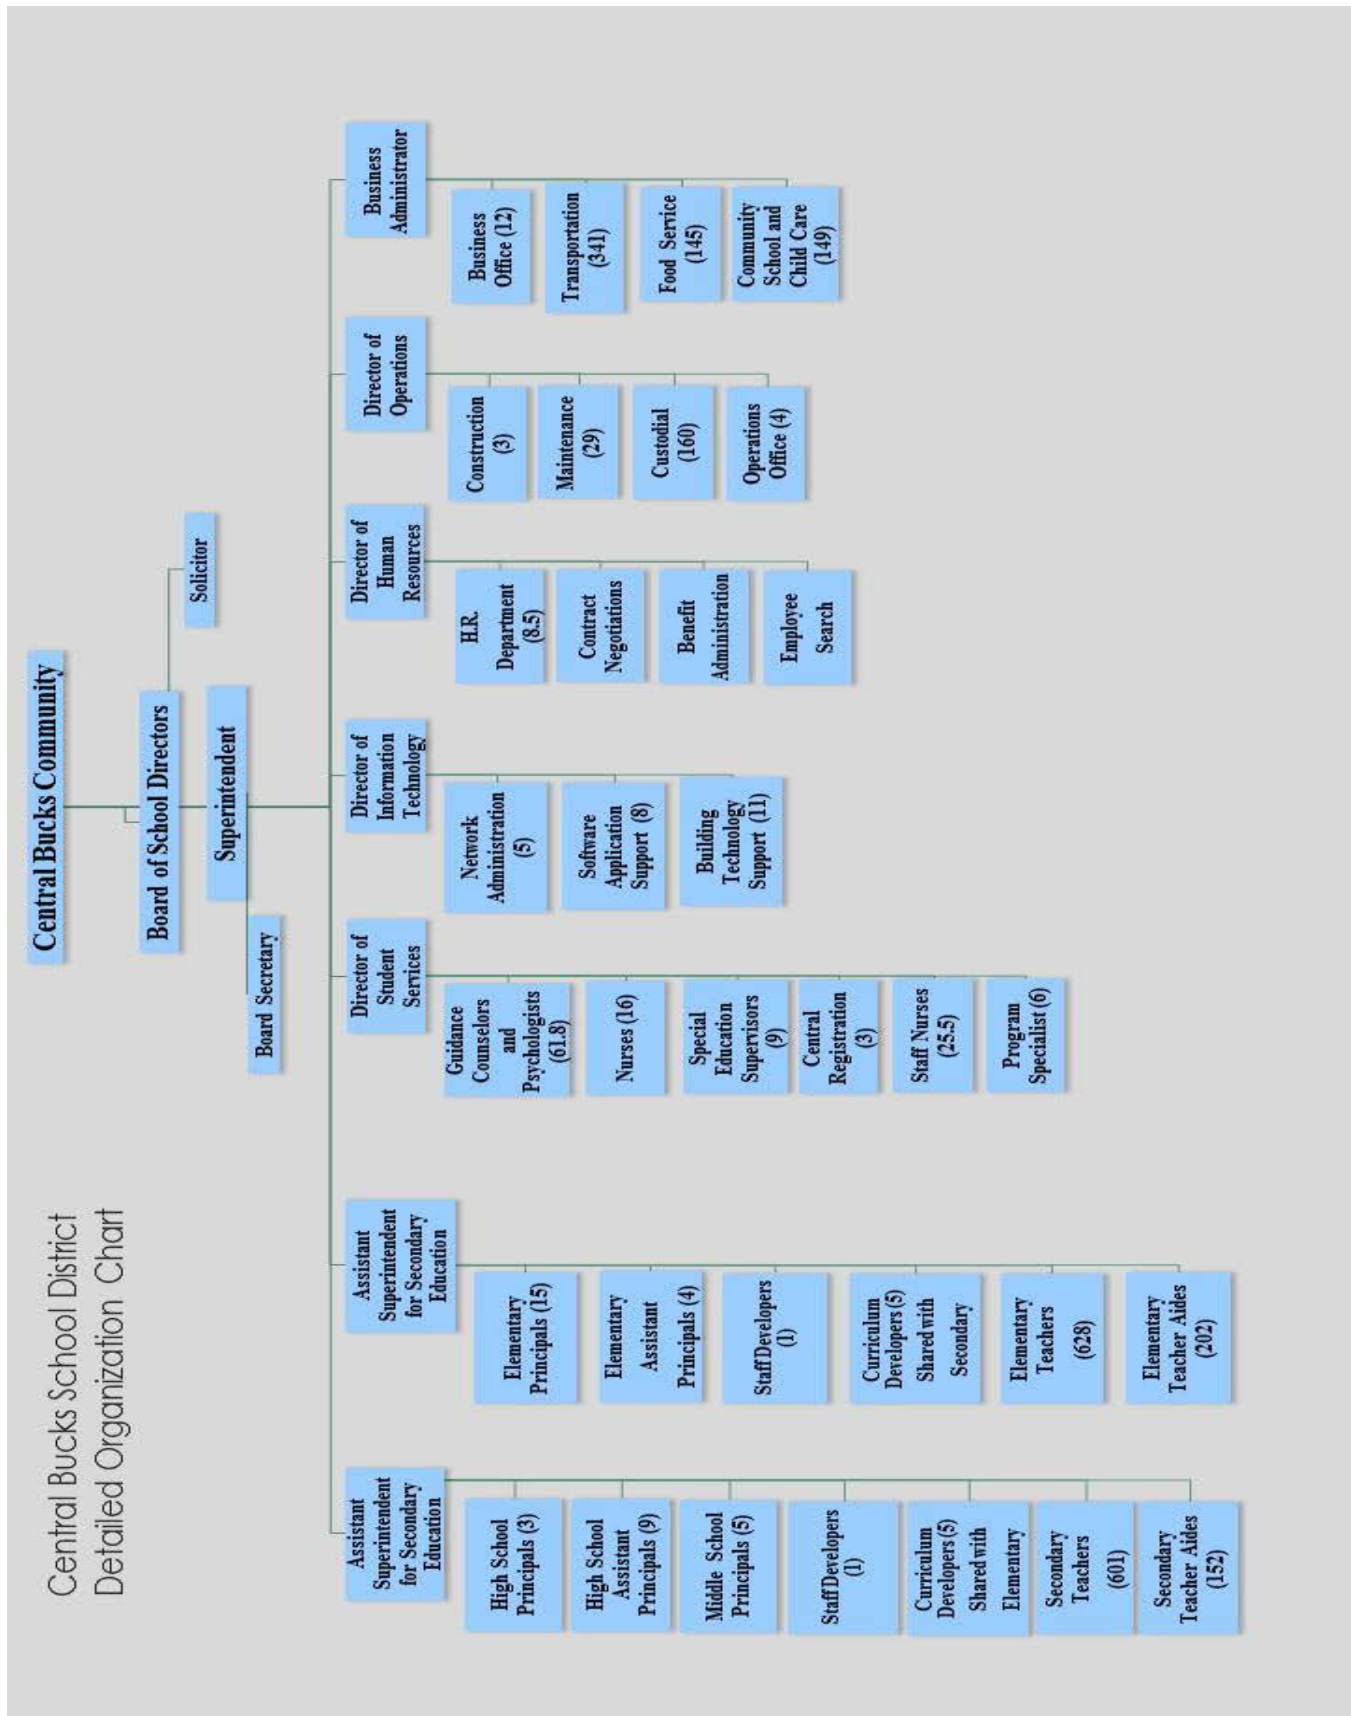 Central Bucks School District
Detailed Organization Chart
Central Bucks Community
Board of School Directors
Solicitor
Superintendent
Board Secretary
Assistant
Superintendent
for Secondary
Education
High School
Principals (3)
High School
Assistant
Principals (9)
Middle School
Principals (5)
Staff Developers
(1)
Curriculum
Developers (5)
Shared with
Elementary
Secondary
Teachers
(601)
Secondary
Teacher Aides
(152)
Assistant
Superintendent
for Secondary
Education
Elementary
Principals (15)
Elementary
Assistant
Principals (4)
Staff Developers
(1)
Curriculum
Developers (5)
Shared with
Secondary
Elementary
Teachers
(628)
Elementary
Teacher Aides
(202)
Director of
Student
Services
Guidance
Counselors
and
Psychologists
(61.8)
Nurses (16)
Special
Education
Supervisors
(9)
Central
Registration
(3)
Staff Nurses
(25.5)
Program
Specialist (6)
Director of
Information
Technology
Network
Administration
(5)
Software
Application
Support (8)
Building
Technology
Support (11)
Director of
Human
Resources
H.R.
Department
(8.5)
Contract
Negotiations
Benefit
Administration
Employee
Search
Director of
Operations
Construction
(3)
Maintenance
(29)
Custodial
(160)
Operations
Office (4)
Business
Administrator
Business
Office (12)
Transportation
(341)
Food Service
(145)
Community
School and
Child Care
(149)